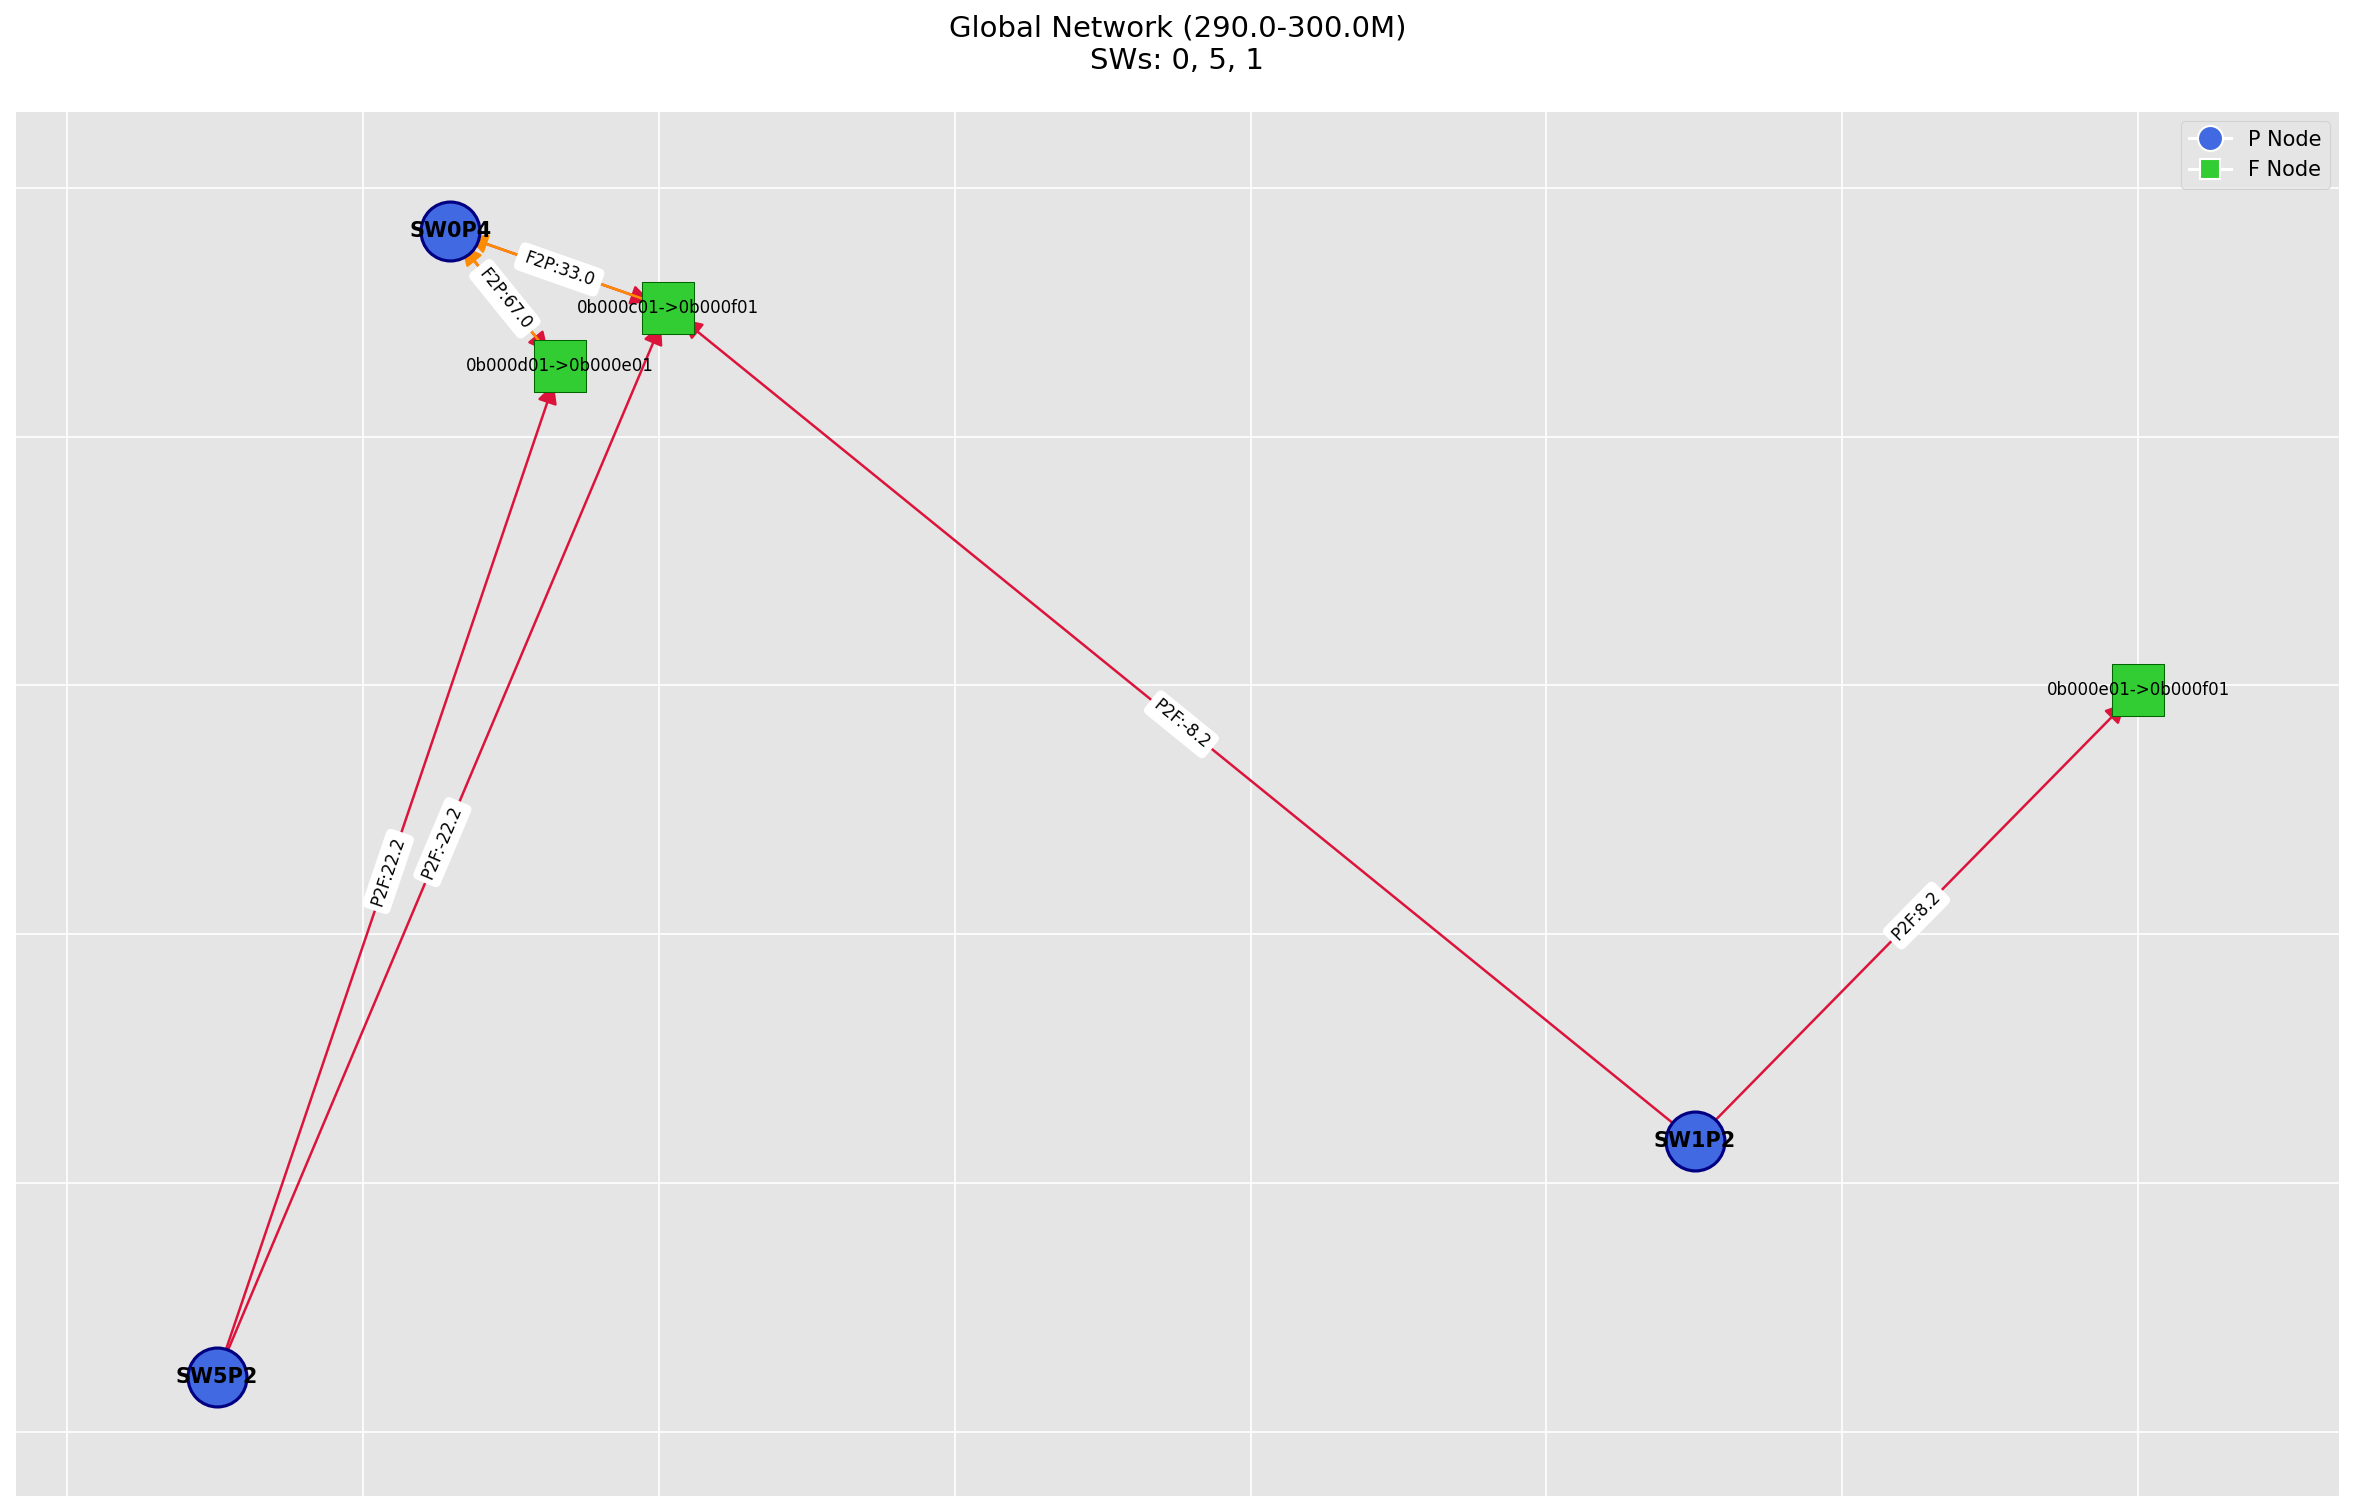 Global Network (290.0-300.0M)
SWs: 0, 5, 1
P Node
F Node
SW0P4
F2P:33.0
F2P:67.0
0b000c01->0b000f01
0b000d01->0b000e01
0b000e01->0b000f01
P2F:-8.2
P2F:22.2
P2F:-22.2
P2F:8.2
SW1P2
SW5P2